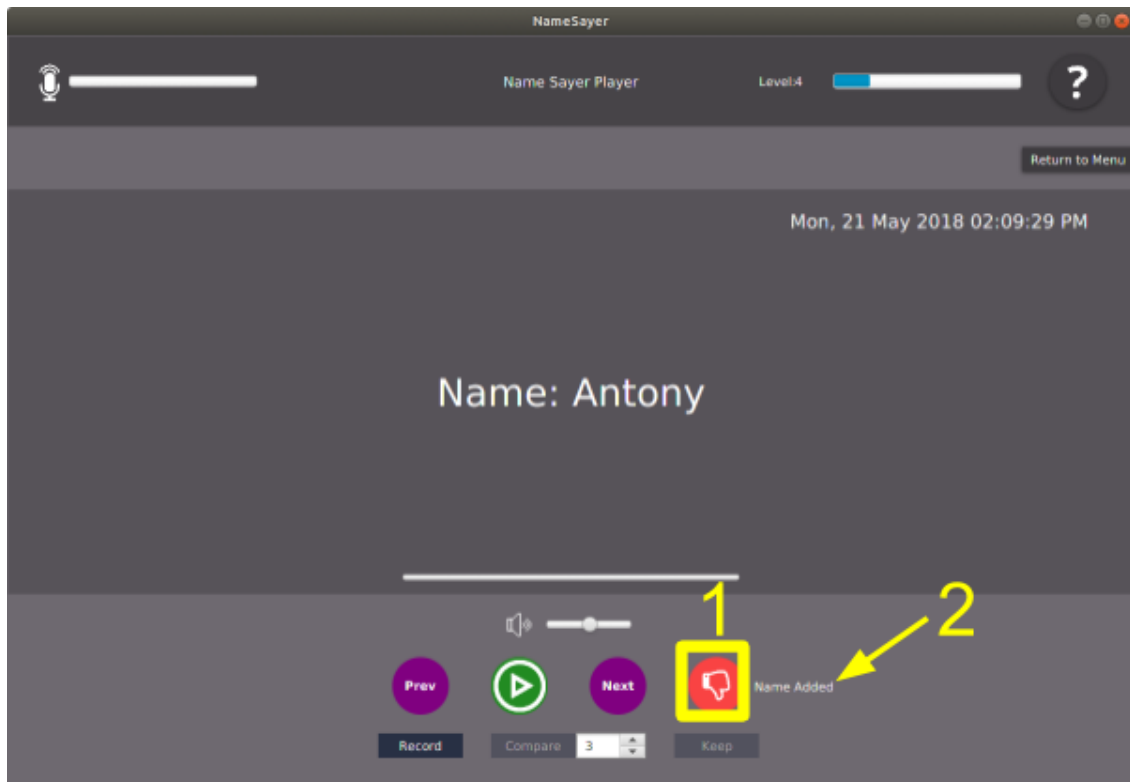 NameSayer
Name Sayer Player
Level:4
?
Return to Menu
Mon, 21 May 2018 02:09:29 PM
Name: Antony
1
2
Prev
Next
Name Added
Record
Compare
3
Keep